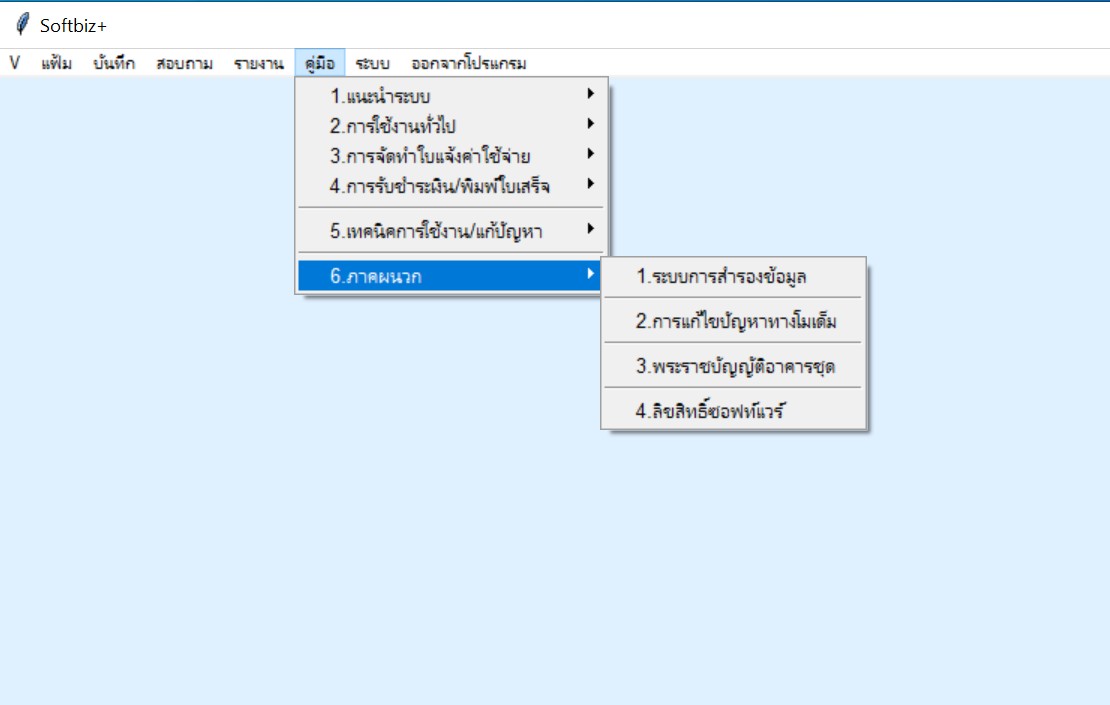 Softbiz+
V แฟ้ม บันทึก สอบถาม รายงาน คู่มือ ระบบ ออกจากโปรแกรม
1.แนะนำระบบ
2.การใช้งานทั่วไป
3.การจัดทำใบแจ้งค่าใช้จ่าย
4.การรับชำระเงิน/พิมพ์ใบเสร็จ
5.เทคนิคการใช้งาน/แก้ปัญหา
6.ภาคผนวก
1.ระบบการสำรองข้อมูล
2.การแก้ไขปัญหาทางโมเด็ม
3.พระราชบัญญัติอาคารชุด
4.ลิขสิทธิ์ซอฟท์แวร์